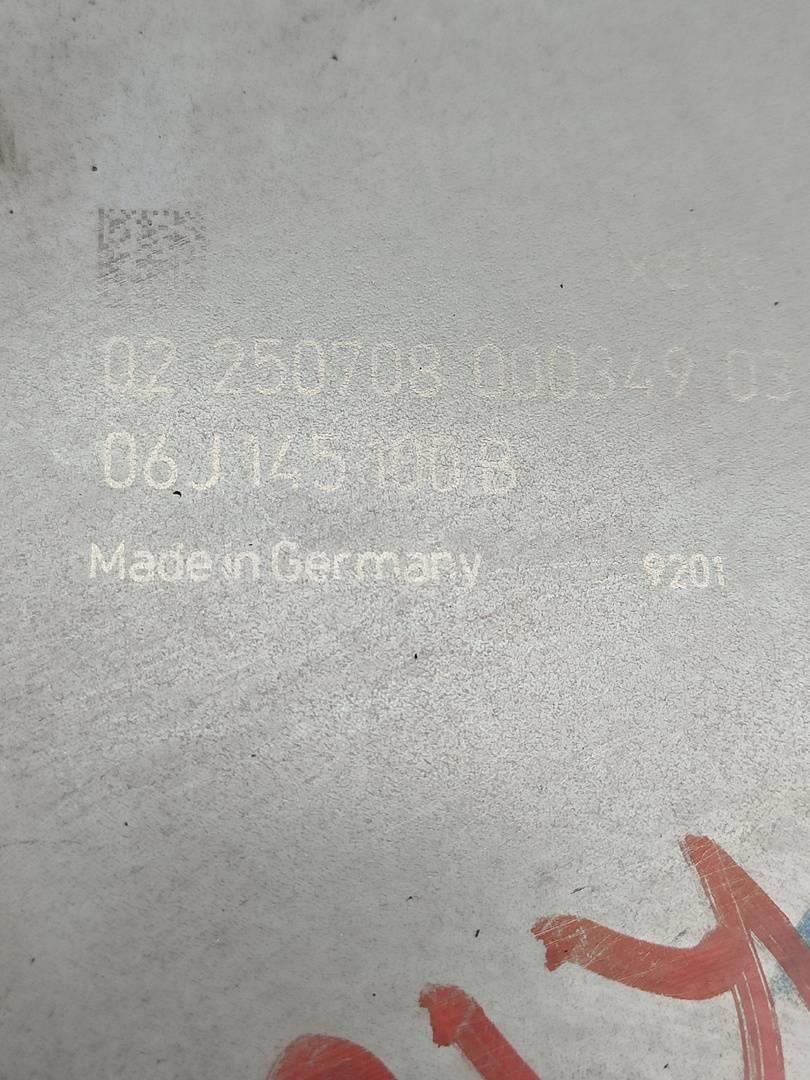 02 250708 000349 03
06J 145 100 B
Made in Germany 9201